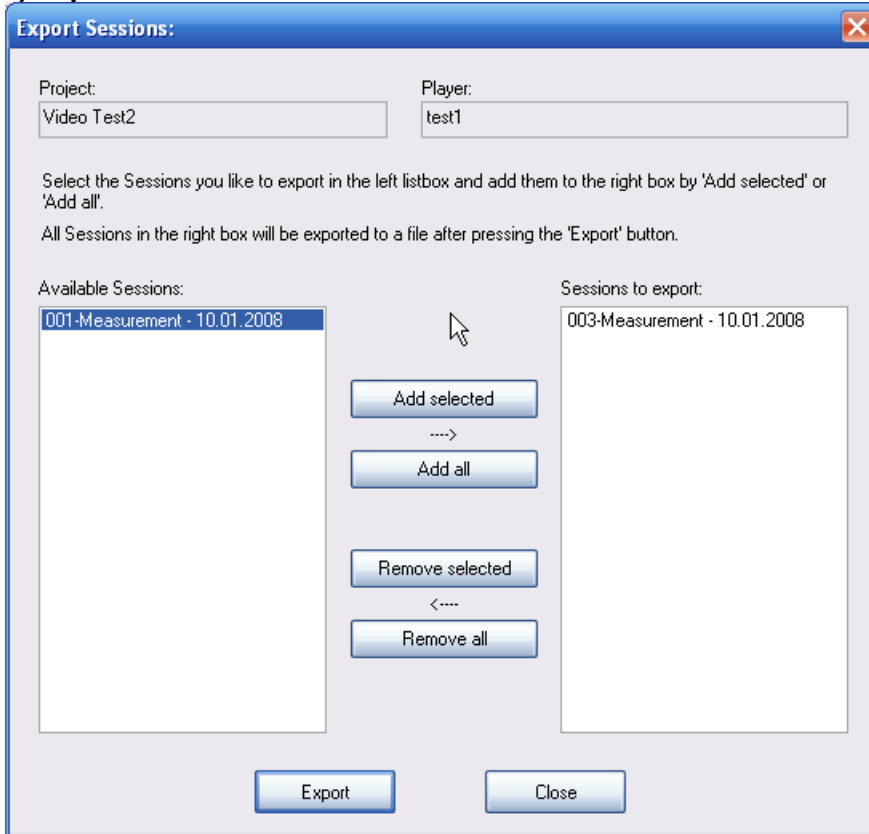 Export Sessions:
Project:
Player:
Video Test2
test1
Select the Sessions you like to export in the left listbox and add them to the right box by 'Add selected' or
'Add all'.
All Sessions in the right box will be exported to a file after pressing the 'Export' button.
Available Sessions:
Sessions to export:
001-Measurement - 10.01.2008
003-Measurement - 10.01.2008
Add selected
---->
Add all
Remove selected
<----
Remove all
Export
Close